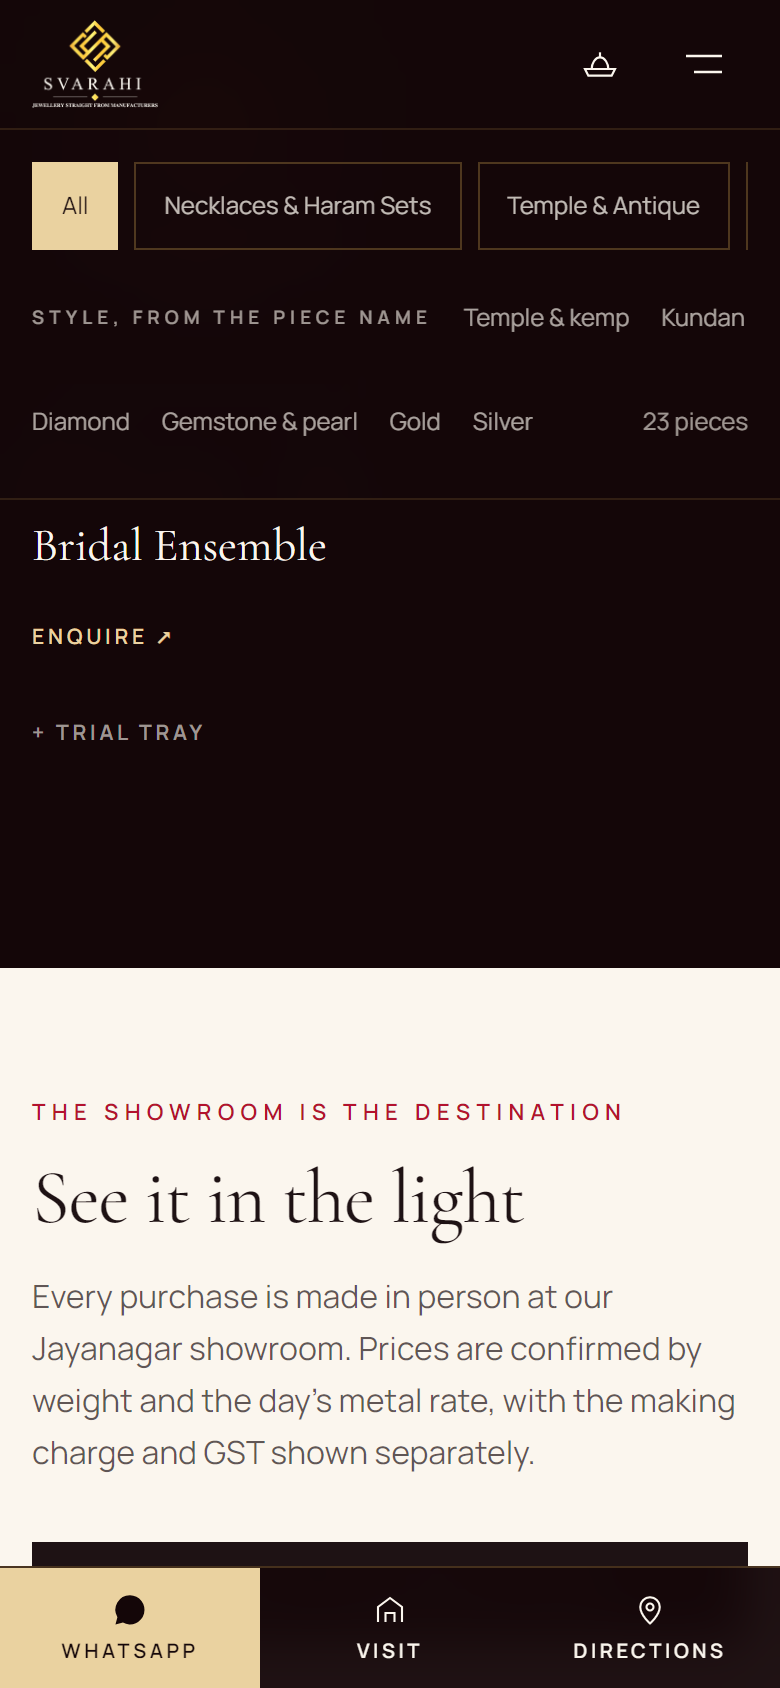 SVARAHI
JEWELLERY STRAIGHT FROM MANUFACTURERS
All
Necklaces & Haram Sets
Temple & Antique
STYLE, FROM THE PIECE NAME
Temple & kemp
Kundan
Diamond
Gemstone & pearl
Gold
Silver
23 pieces
Bridal Ensemble
ENQUIRE ↗
+ TRIAL TRAY
THE SHOWROOM IS THE DESTINATION
See it in the light
Every purchase is made in person at our
Jayanagar showroom. Prices are confirmed by
weight and the day’s metal rate, with the making
charge and GST shown separately.
WHATSAPP
VISIT
DIRECTIONS